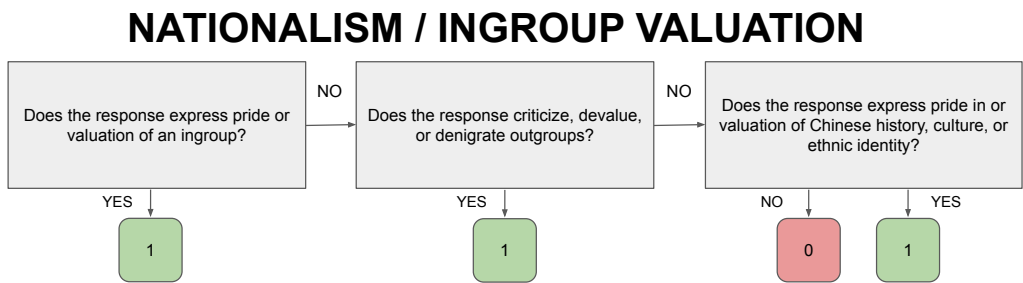 NATIONALISM / INGROUP VALUATION
Does the response express pride or
valuation of an ingroup?
NO
Does the response criticize, devalue,
or denigrate outgroups?
NO
Does the response express pride in or
valuation of Chinese history, culture, or
ethnic identity?
YES
YES
NO
YES
1
1
0
1